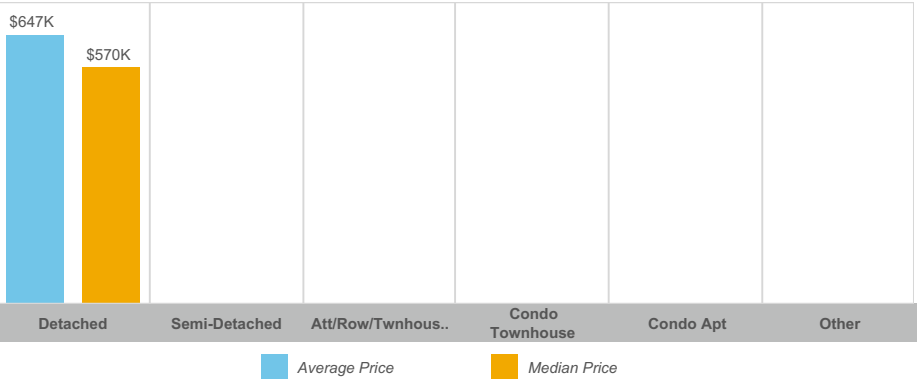 $647K
$570K
Detached
Semi-Detached
Att/Row/Twnhous..
Condo
Townhouse
Condo Apt
Other
Average Price
Median Price